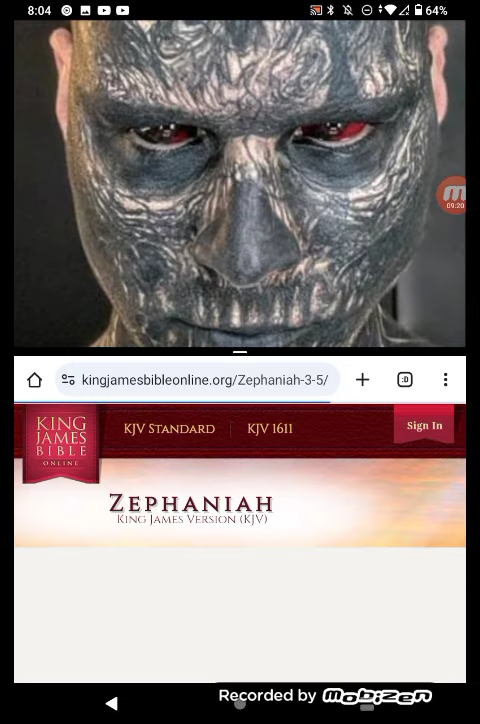 8:04
64%
09:20
kingjamesbibleonline.org/Zephaniah-3-5/
:D
KING
JAMES
BIBLE
ONLINE
KJV STANDARD
KJV 1611
Sign In
ZEPHANIAH
KING JAMES VERSION (KJV)
Recorded by mobizen